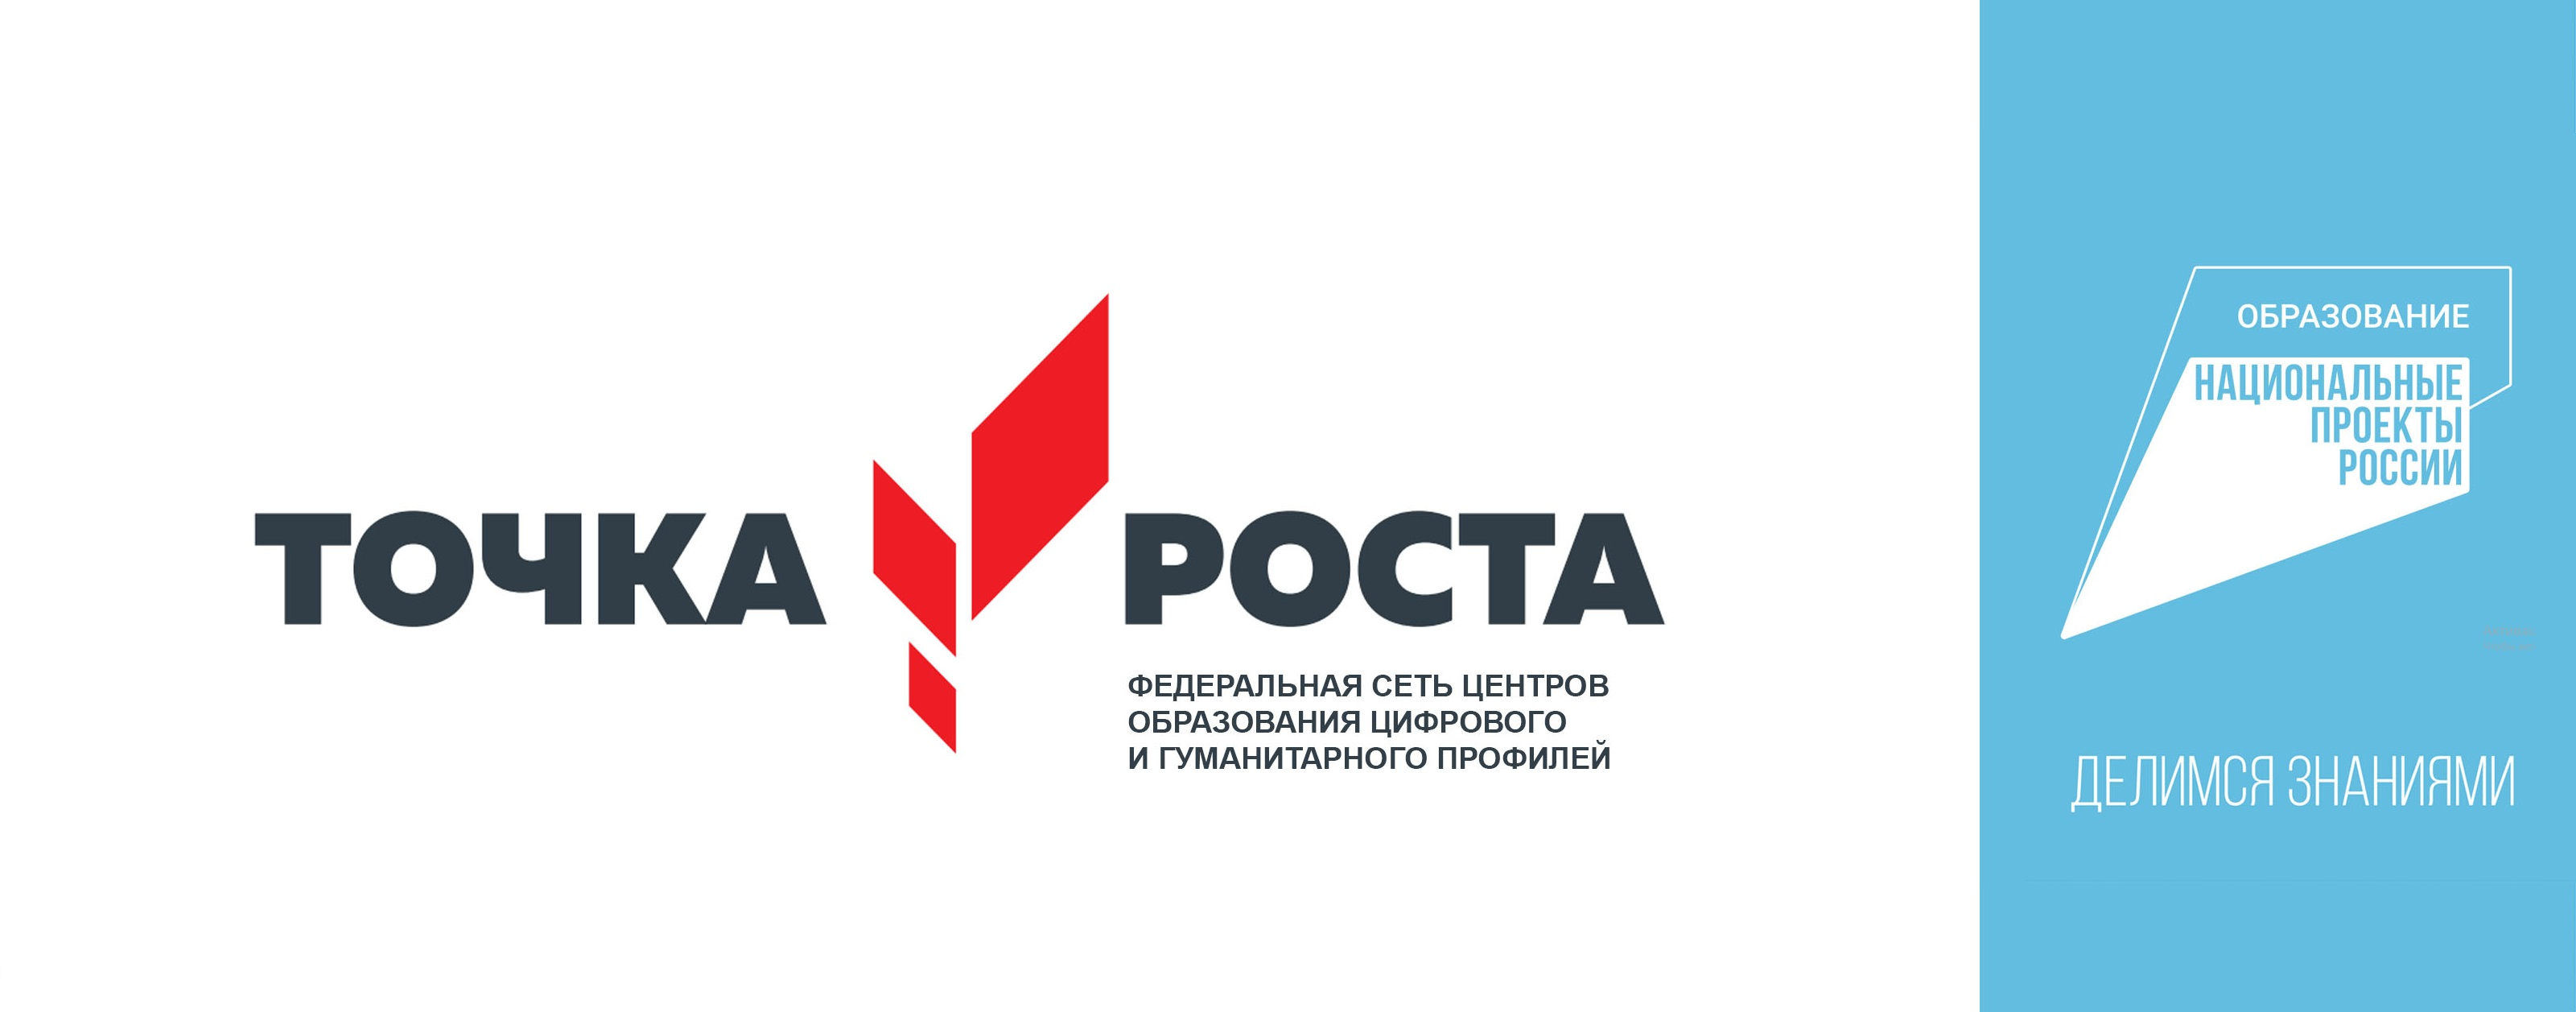 ТОЧКА РОСТА
ФЕДЕРАЛЬНАЯ СЕТЬ ЦЕНТРОВ
ОБРАЗОВАНИЯ ЦИФРОВОГО
И ГУМАНИТАРНОГО ПРОФИЛЕЙ
ОБРАЗОВАНИЕ
НАЦИОНАЛЬНЫЕ
ПРОЕКТЫ
РОССИИ
ДЕЛИМСЯ ЗНАНИЯМИ